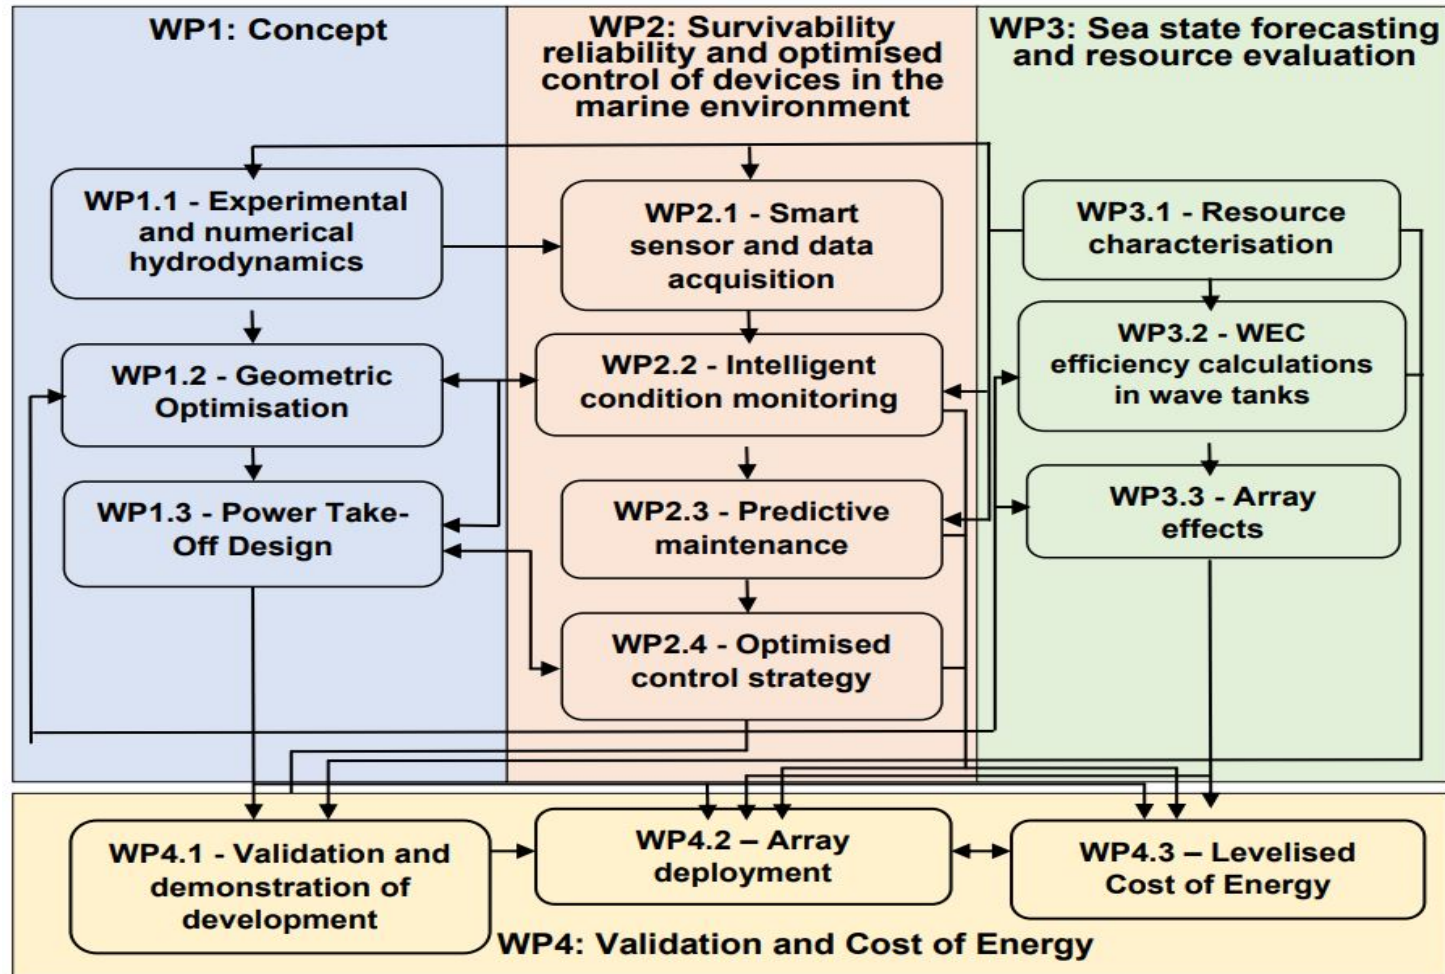 WP1: Concept
WP2: Survivability
reliability and optimised
control of devices in the
marine environment
WP3: Sea state forecasting
and resource evaluation
WP1.1 - Experimental
and numerical
hydrodynamics
WP1.2 - Geometric
Optimisation
WP1.3 - Power Take-
Off Design
WP2.1 - Smart
sensor and data
acquisition
WP2.2 - Intelligent
condition monitoring
WP2.3 - Predictive
maintenance
WP2.4 - Optimised
control strategy
WP3.1 - Resource
characterisation
WP3.2 - WEC
efficiency calculations
in wave tanks
WP3.3 - Array
effects
WP4.1 - Validation and
demonstration of
development
WP4.2 – Array
deployment
WP4.3 – Levelised
Cost of Energy
WP4: Validation and Cost of Energy